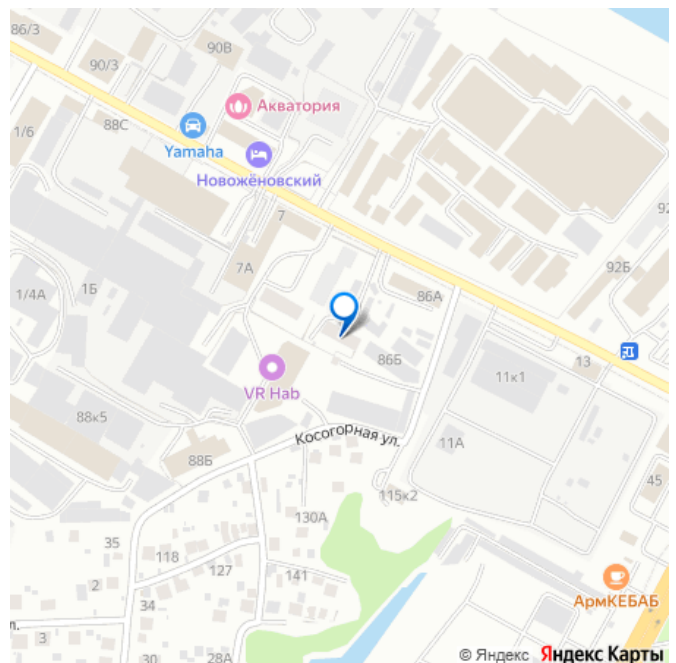 86/3
90В
90/3
Акватория
1/6
88С
Yamaha
Новожёновский
7
92
7А
92Б
1/4А
1Б
86А
86Б
13
11к1
VR Hab
88к5
Косогорная ул.
11А
88Б
45
115к2
130А
35
118
127
141
2
АрмКЕБАБ
34
л.
3
30
28А
© Яндекс Яндекс Карты